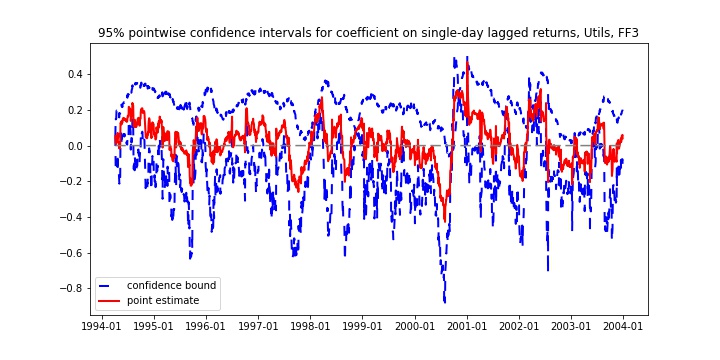 95% pointwise confidence intervals for coefficient on single-day lagged returns, Utils, FF3
0.4
0.2
0.0
−0.2
−0.4
−0.6
−0.8
confidence bound
point estimate
1994-01 1995-01 1996-01 1997-01 1998-01 1999-01 2000-01 2001-01 2002-01 2003-01 2004-01